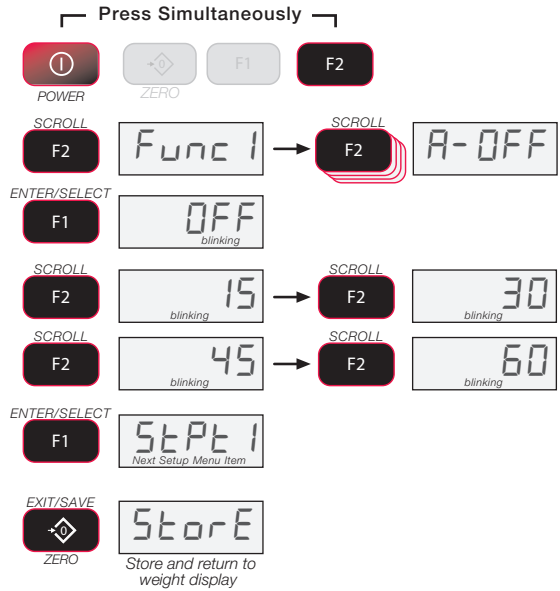 Press Simultaneously
F1 F2
POWER ZERO
SCROLL SCROLL
F2 Func 1 F2 A-OFF
ENTER/SELECT
F1 OFF
blinking
SCROLL SCROLL
F2 15 F2 30
blinking blinking
SCROLL SCROLL
F2 45 F2 60
blinking blinking
ENTER/SELECT
F1 StPt 1
Next Setup Menu Item
EXIT/SAVE
0 StorE
ZERO Store and return to
weight display